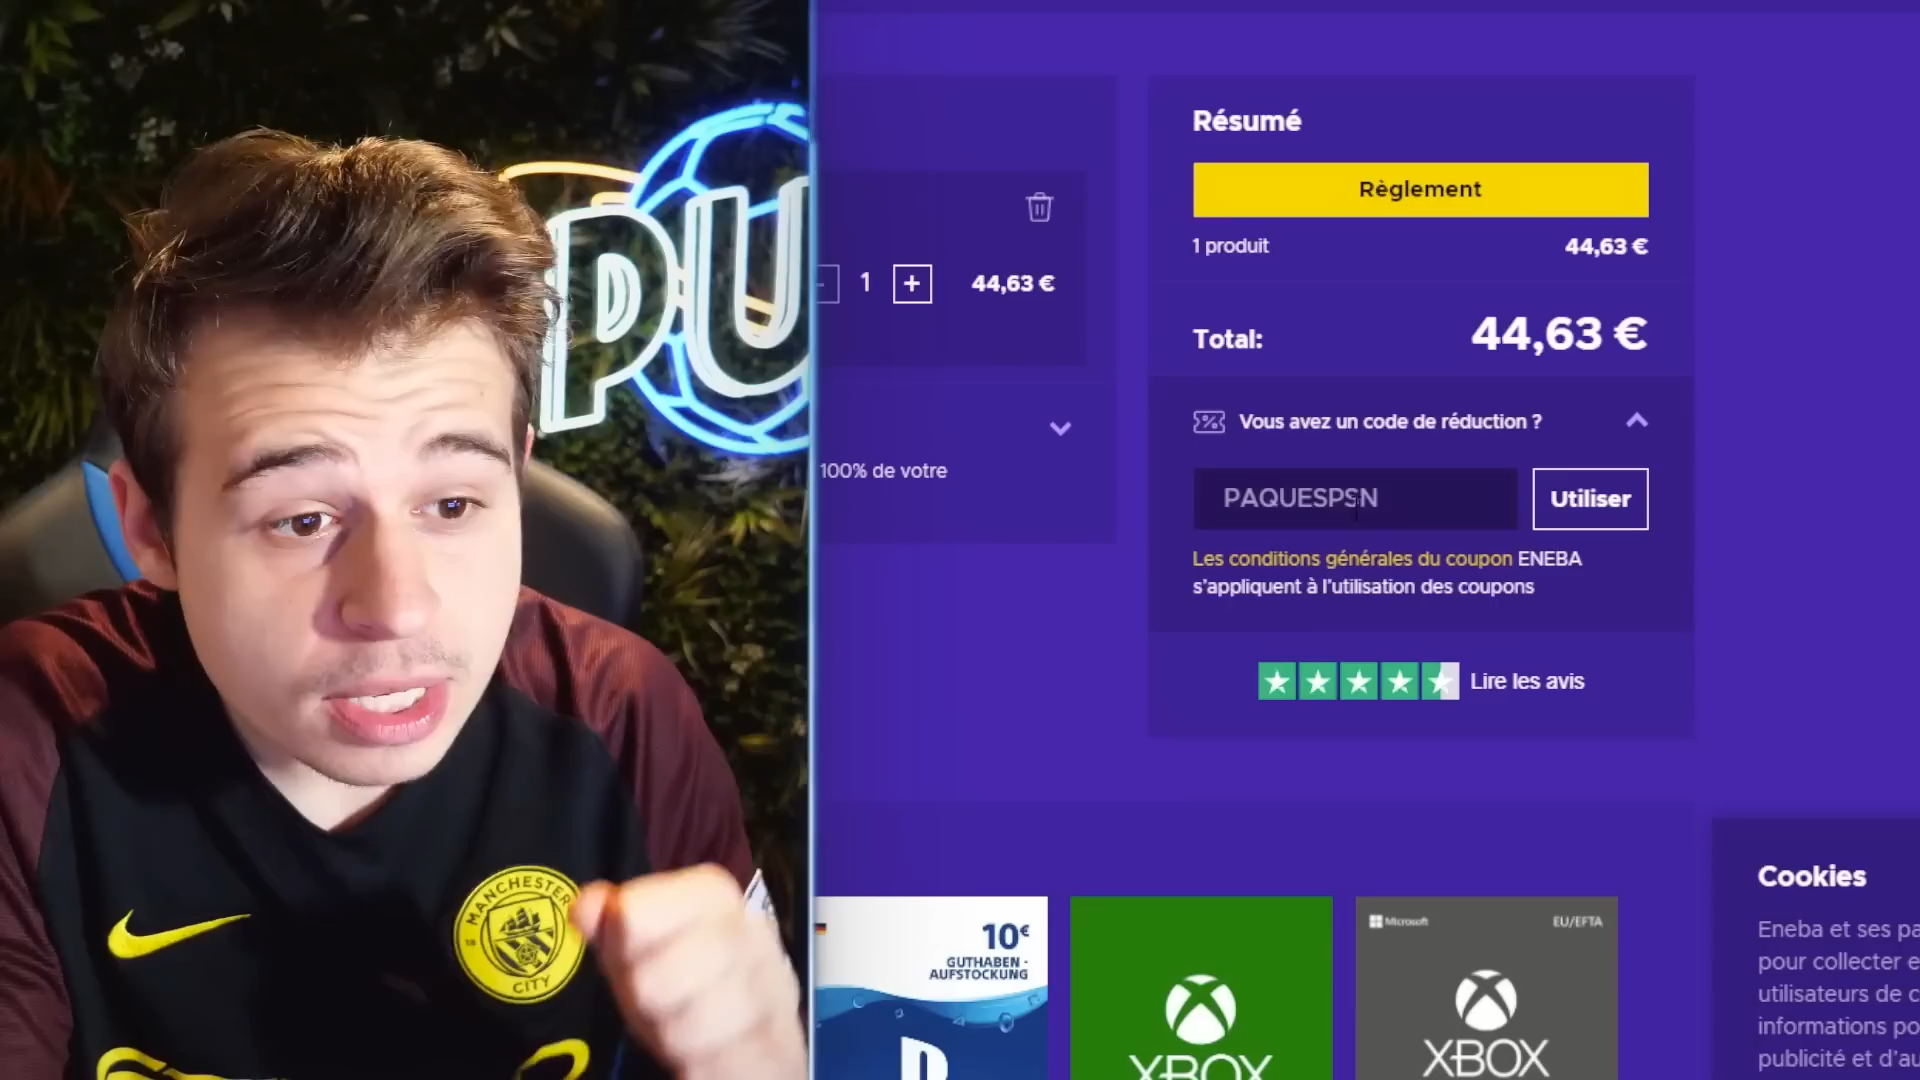 PU
MANCHESTER
18
CITY
1
+
44,63 €
100% de votre
Résumé
Règlement
1 produit
44,63 €
Total:
44,63 €
Vous avez un code de réduction ?
PAQUESPSN
Utiliser
Les conditions générales du coupon ENEBA
s'appliquent à l'utilisation des coupons
Lire les avis
10€
GUTHABEN -
AUFSTOCKUNG
XBOX
Microsoft
EU/EFTA
XBOX
Cookies
Eneba et ses pa
pour collecter e
utilisateurs de c
informations po
publicité et d'au